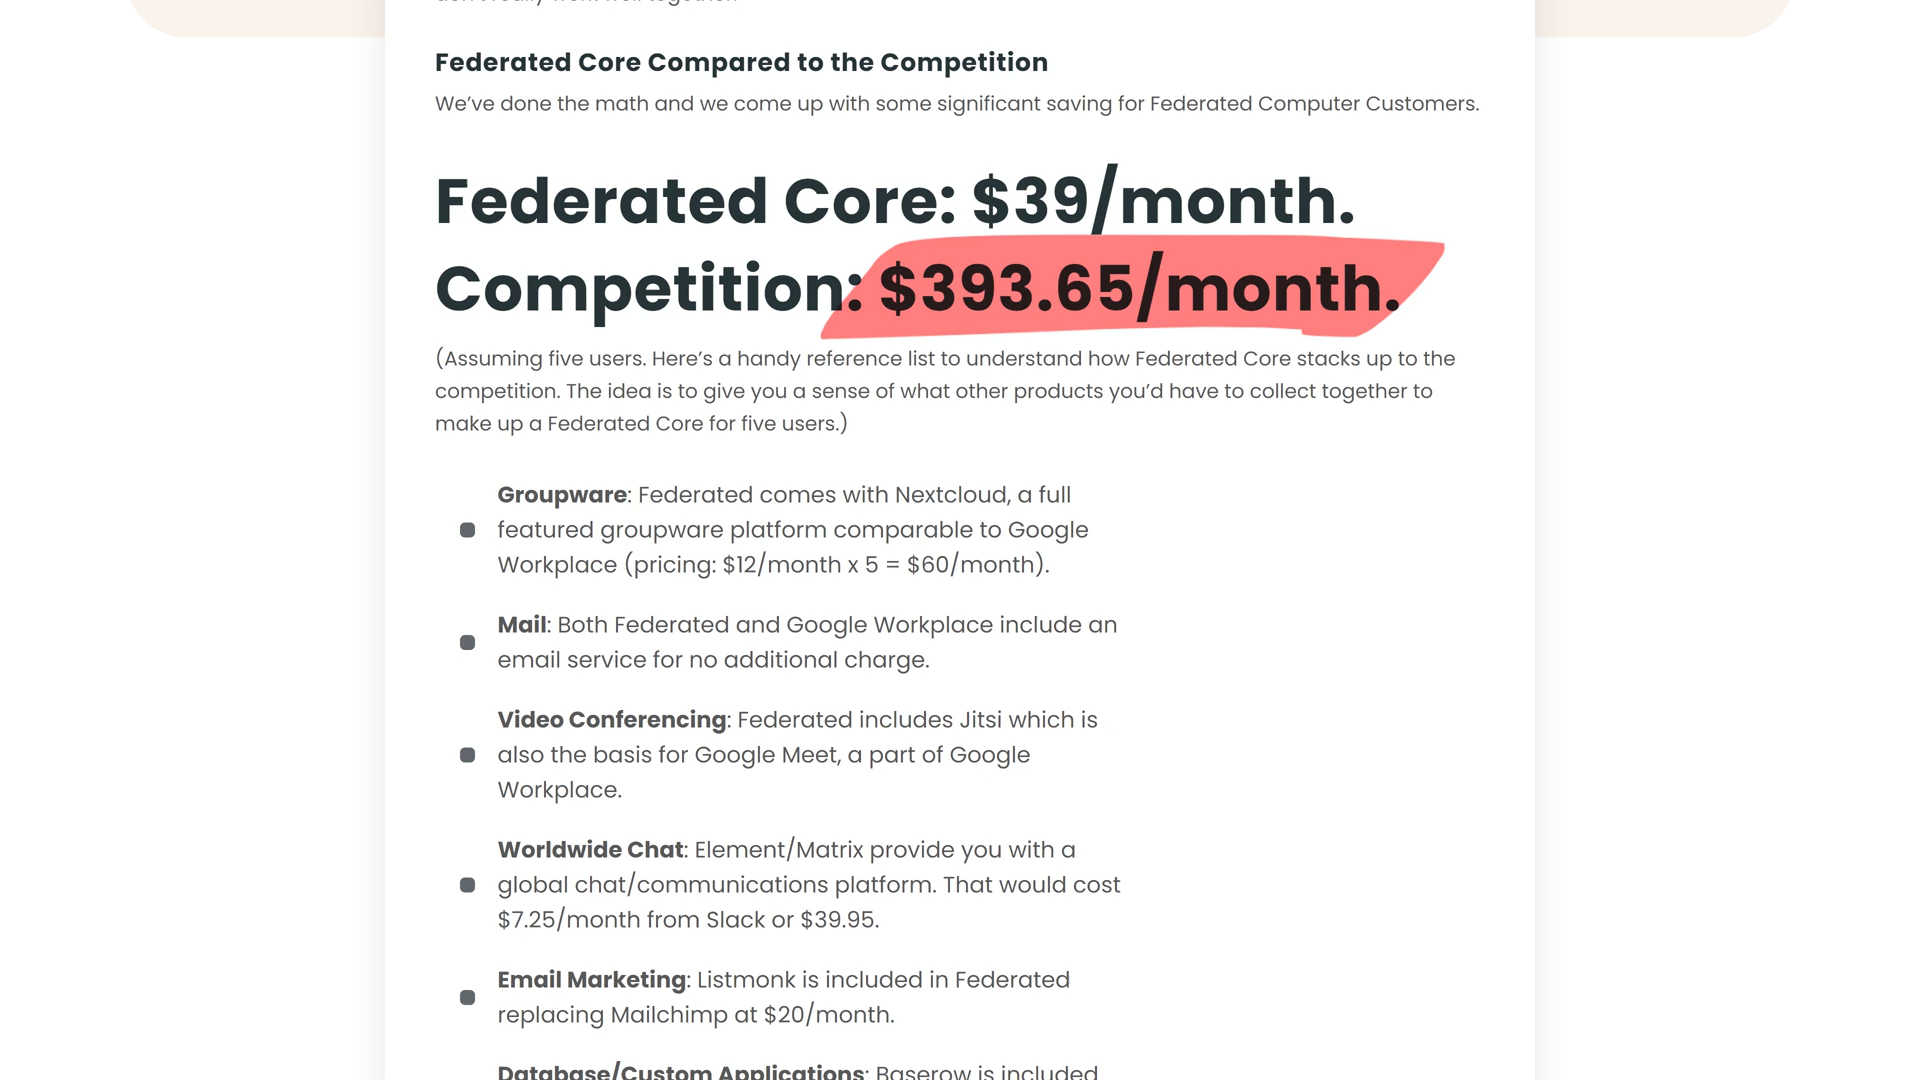 don't really work well together.
Federated Core Compared to the Competition
We've done the math and we come up with some significant saving for Federated Computer Customers.
Federated Core: $39/month.
Competition: $393.65/month.
(Assuming five users. Here's a handy reference list to understand how Federated Core stacks up to the
competition. The idea is to give you a sense of what other products you'd have to collect together to
make up a Federated Core for five users.)
Groupware: Federated comes with Nextcloud, a full
featured groupware platform comparable to Google
Workplace (pricing: $12/month x 5 = $60/month).
Mail: Both Federated and Google Workplace include an
email service for no additional charge.
Video Conferencing: Federated includes Jitsi which is
also the basis for Google Meet, a part of Google
Workplace.
Worldwide Chat: Element/Matrix provide you with a
global chat/communications platform. That would cost
$7.25/month from Slack or $39.95.
Email Marketing: Listmonk is included in Federated
replacing Mailchimp at $20/month.
Database/Custom Applications: Baserow is included